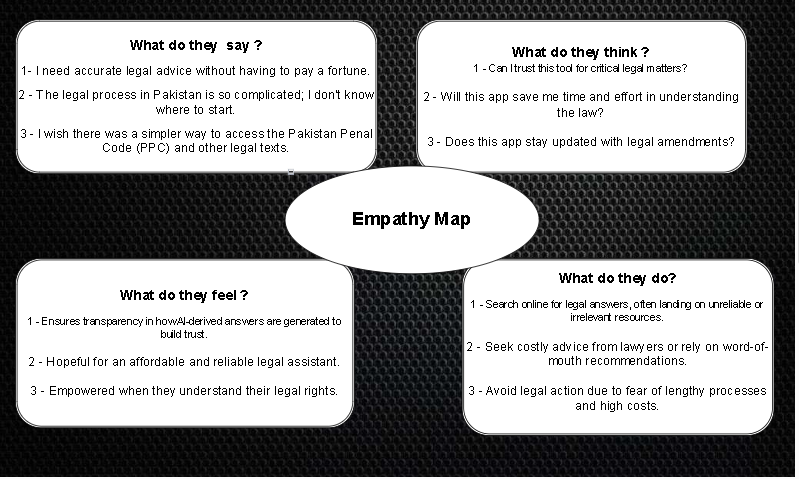 What do they say ?
1- I need accurate legal advice without having to pay a fortune.
2 - The legal process in Pakistan is so complicated; I don't know
where to start.
3 - I wish there was a simpler way to access the Pakistan Penal
Code (PPC) and other legal texts.
What do they think ?
1 - Can I trust this tool for critical legal matters?
2 - Will this app save me time and effort in understanding
the law?
3 - Does this app stay updated with legal amendments?
Empathy Map
What do they feel ?
1 - Ensures transparency in how AI-derived answers are generated to
build trust.
2 - Hopeful for an affordable and reliable legal assistant.
3 - Empowered when they understand their legal rights.
What do they do?
1 - Search online for legal answers, often landing on unreliable or
irrelevant resources.
2 - Seek costly advice from lawyers or rely on word-of-
mouth recommendations.
3 - Avoid legal action due to fear of lengthy processes
and high costs.